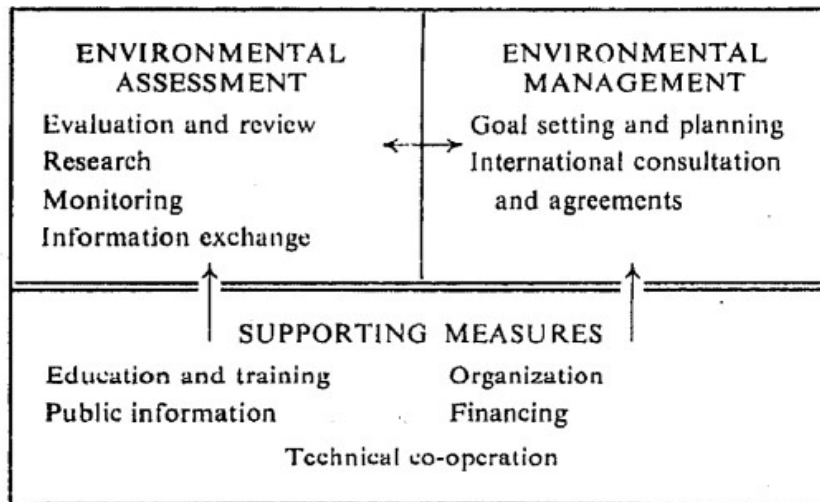 ENVIRONMENTAL
ASSESSMENT
Evaluation and review
Research
Monitoring
Information exchange
ENVIRONMENTAL
MANAGEMENT
Goal setting and planning
International consultation
and agreements
SUPPORTING MEASURES
Education and training
Public information
Organization
Financing
Technical co-operation